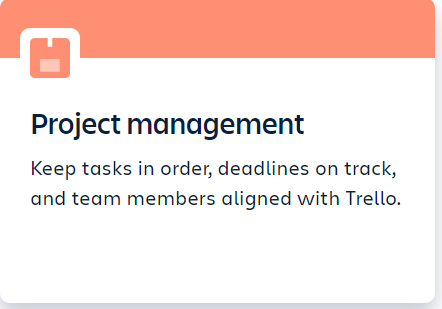 Project management
Keep tasks in order, deadlines on track,
and team members aligned with Trello.